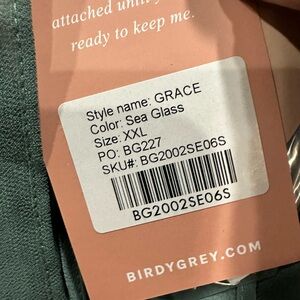 attached until
ready to keep me.
Style name: GRACE
Color: Sea Glass
Size: XXL
PO: BG227
SKU#: BG2002SE06S
BG2002SE06S
BIRDYGREY.COM